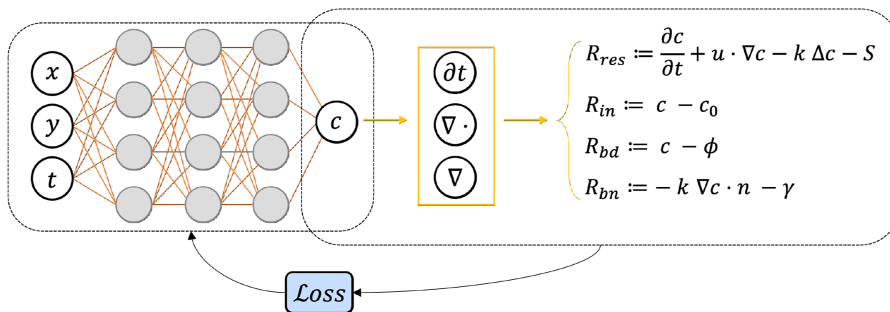 x
y
t
c
∂t
∇ ·
∇
R_res ≔ ∂c/∂t + u · ∇c − k Δc − S
R_in ≔ c − c_0
R_bd ≔ c − ϕ
R_bn ≔ − k ∇c · n − γ
ℒoss